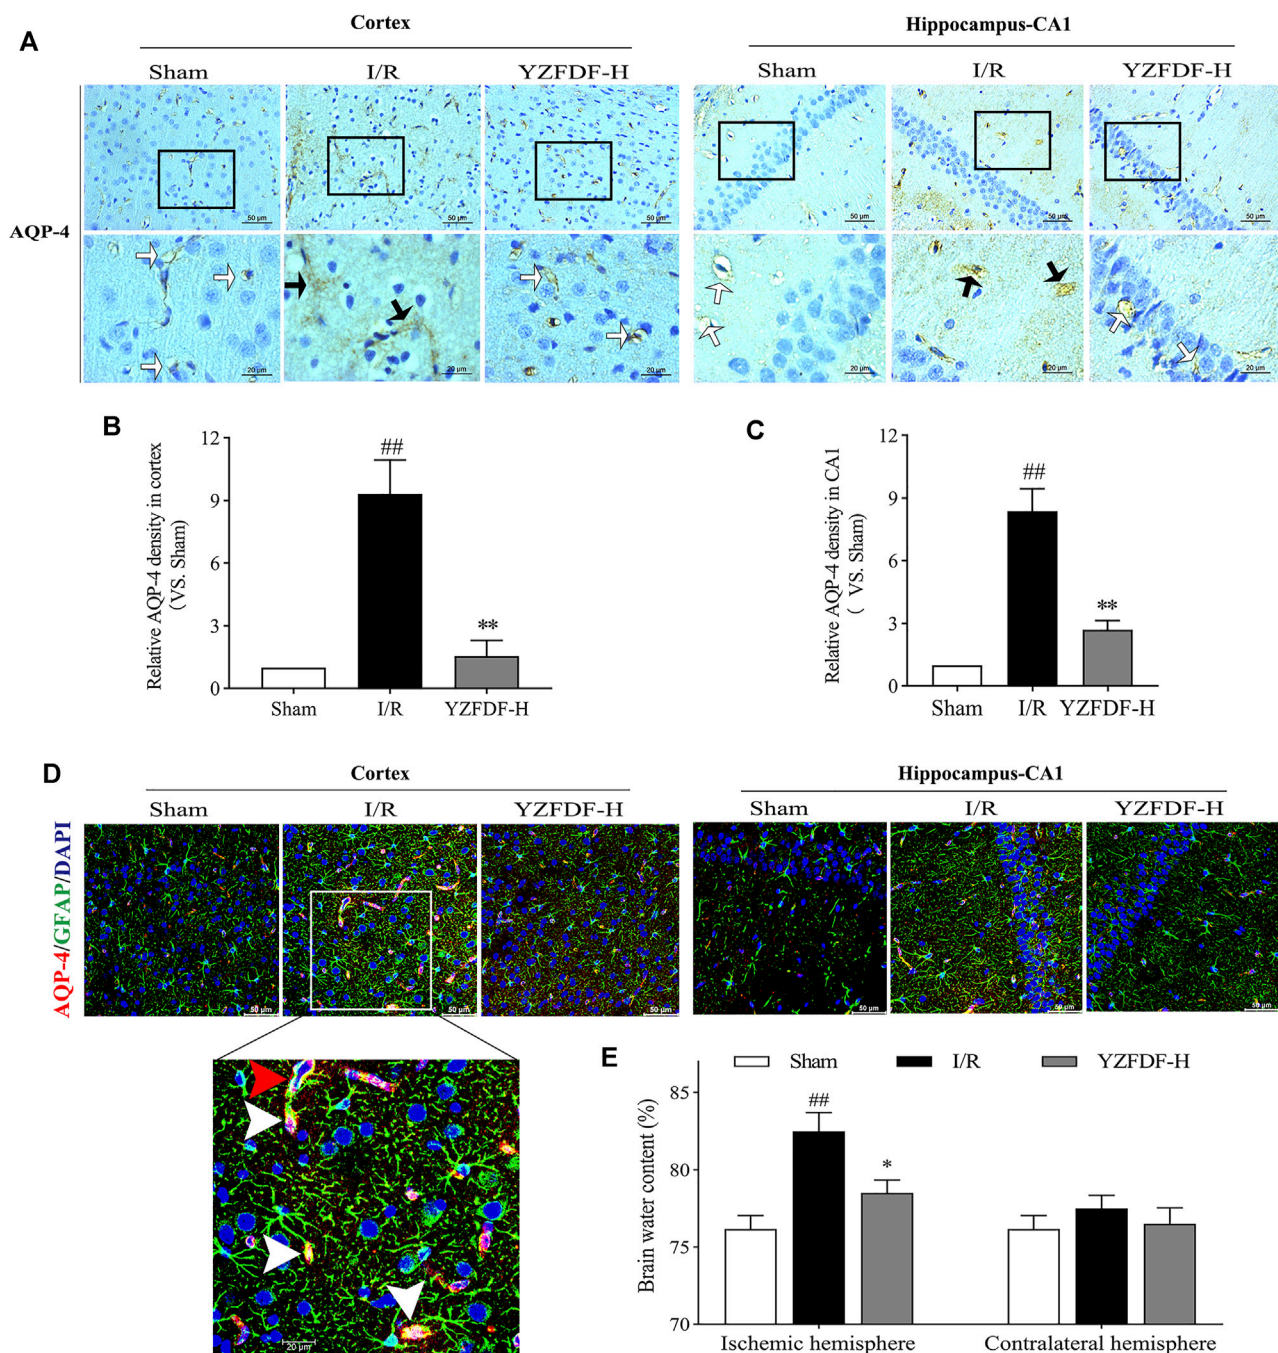 A
Cortex
Hippocampus-CA1
Sham I/R YZFDF-H Sham I/R YZFDF-H
AQP-4
50 μm 50 μm 50 μm 50 μm 50 μm 50 μm
20 μm 20 μm 20 μm 20 μm 20 μm 20 μm
B
Relative AQP-4 density in cortex
(VS. Sham)
12
9
6
3
0
##
**
Sham I/R YZFDF-H
C
Relative AQP-4 density in CA1
( VS. Sham)
12
9
6
3
0
##
**
Sham I/R YZFDF-H
D
Cortex
Hippocampus-CA1
Sham I/R YZFDF-H Sham I/R YZFDF-H
AQP-4/GFAP/DAPI
50 μm 50 μm 50 μm 50 μm 50 μm 50 μm
20 μm
E
Sham I/R YZFDF-H
Brain water content (%)
85
80
75
70
##
*
Ischemic hemisphere Contralateral hemisphere